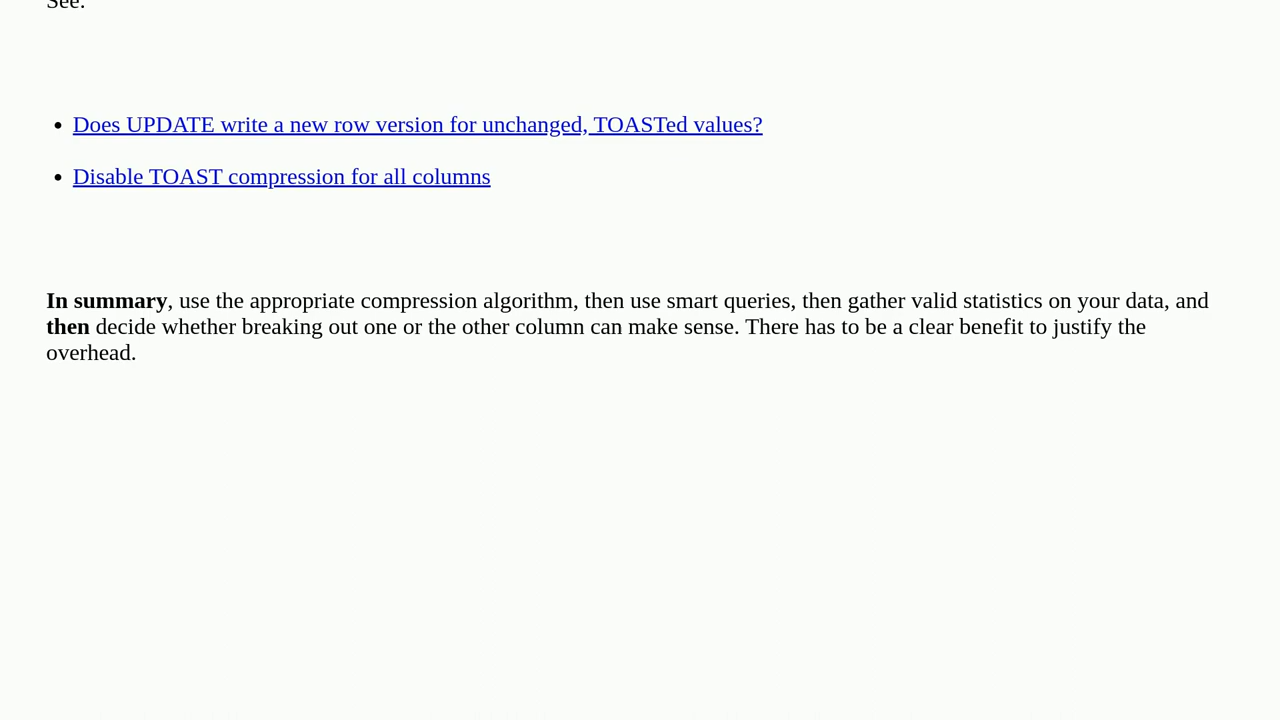 See:
Does UPDATE write a new row version for unchanged, TOASTed values?
Disable TOAST compression for all columns
In summary, use the appropriate compression algorithm, then use smart queries, then gather valid statistics on your data, and
then decide whether breaking out one or the other column can make sense. There has to be a clear benefit to justify the
overhead.